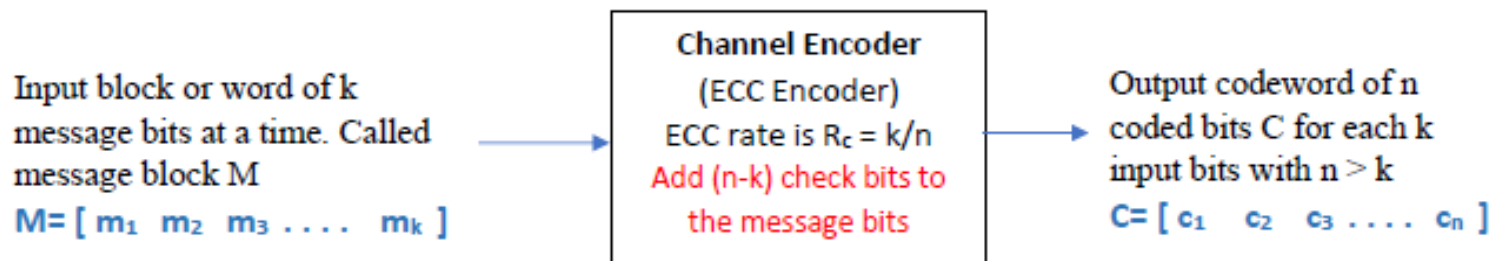 Input block or word of k
message bits at a time. Called
message block M
M= [ m₁ m₂ m₃ . . . . mₖ ]
Channel Encoder
(ECC Encoder)
ECC rate is R꜀ = k/n
Add (n-k) check bits to
the message bits
Output codeword of n
coded bits C for each k
input bits with n > k
C= [ c₁ c₂ c₃ . . . . cₙ ]